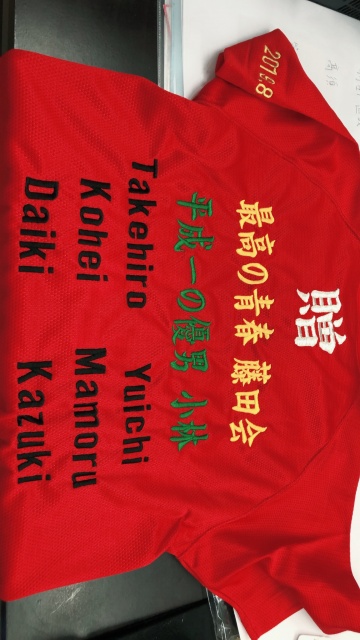 2016.8
贈
最高の青春 藤田会
平成一の優男 小林
Takehiro Yuichi
Kohei Mamoru
Daiki Kazuki